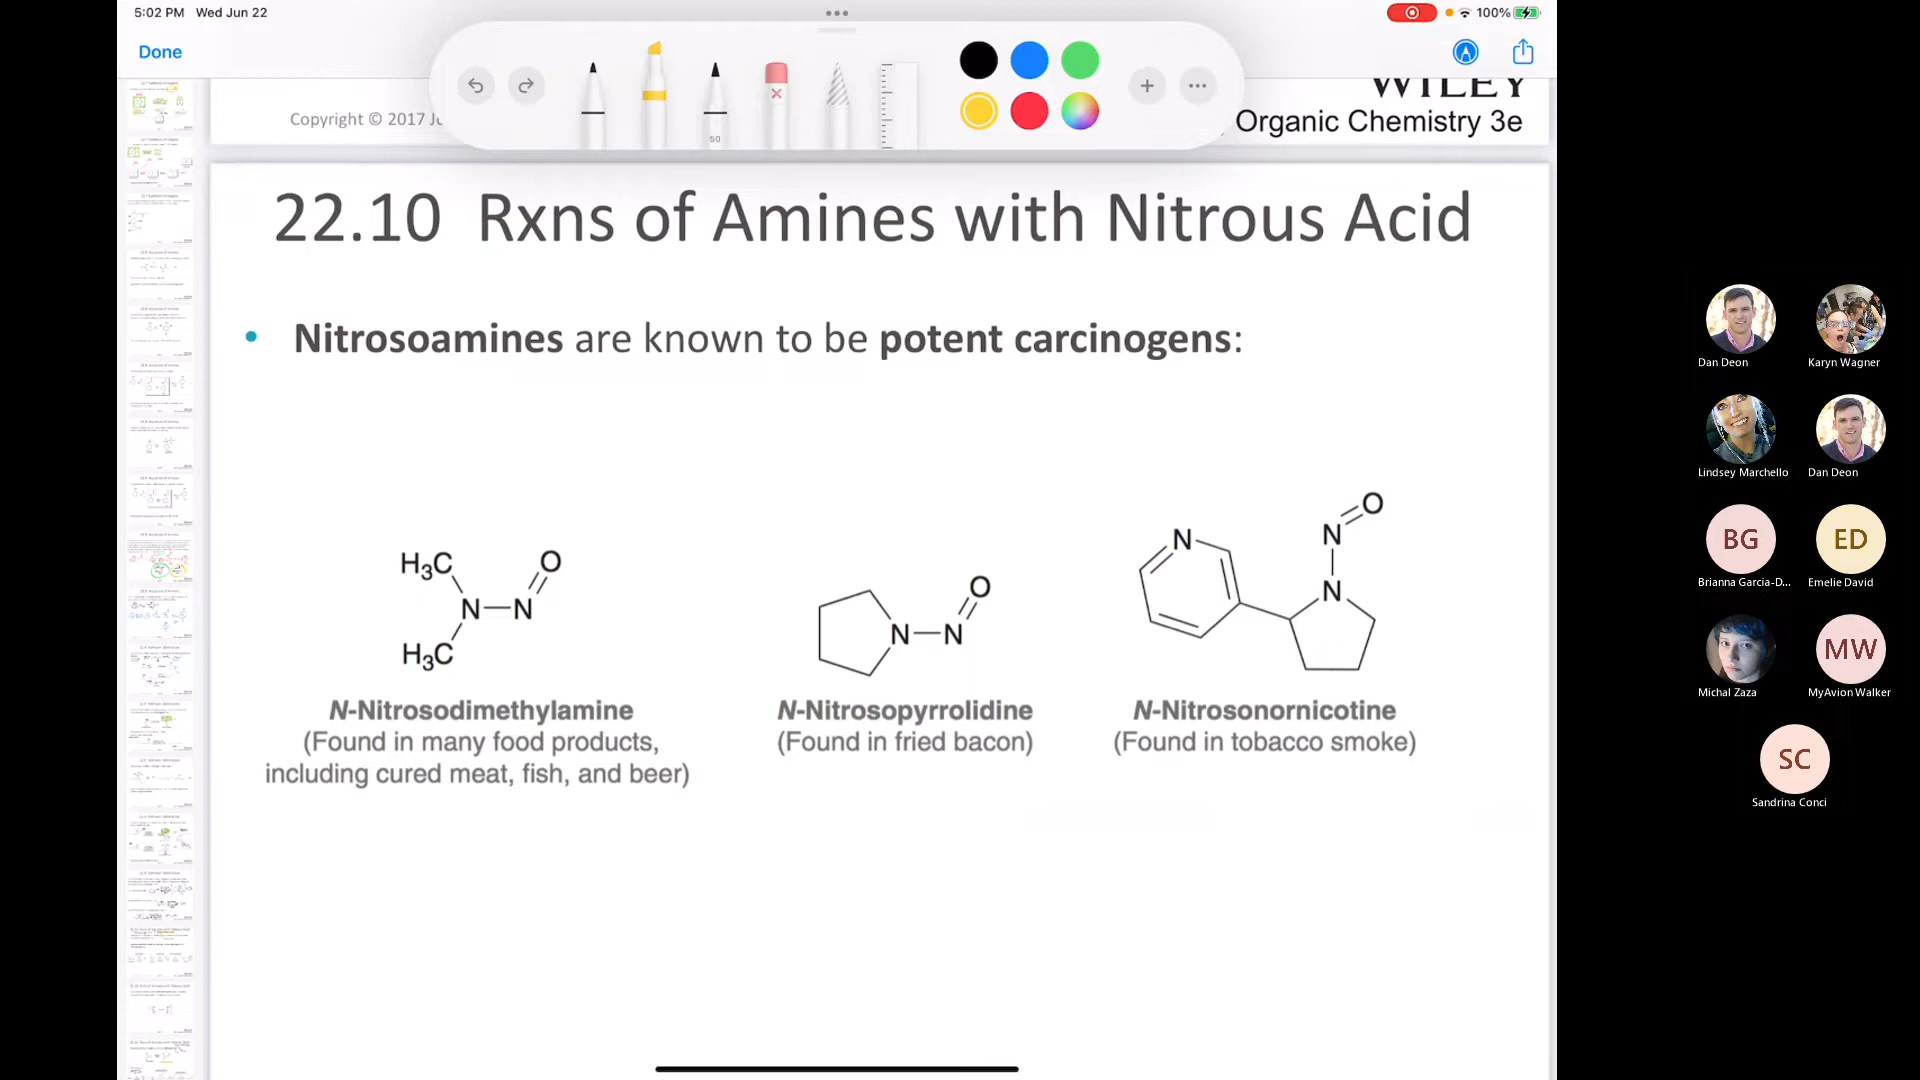 5:02 PM Wed Jun 22
100%
Done
50
WILEY
Copyright © 2017 J
Organic Chemistry 3e
22.10 Rxns of Amines with Nitrous Acid
• Nitrosoamines are known to be potent carcinogens:
H₃C
N
N
O
H₃C
N
N
O
N
N
N
O
N-Nitrosodimethylamine
(Found in many food products,
including cured meat, fish, and beer)
N-Nitrosopyrrolidine
(Found in fried bacon)
N-Nitrosonornicotine
(Found in tobacco smoke)
Dan Deon
Karyn Wagner
Lindsey Marchello
Dan Deon
BG
ED
Brianna Garcia-D...
Emelie David
MW
Michal Zaza
MyAvion Walker
SC
Sandrina Conci